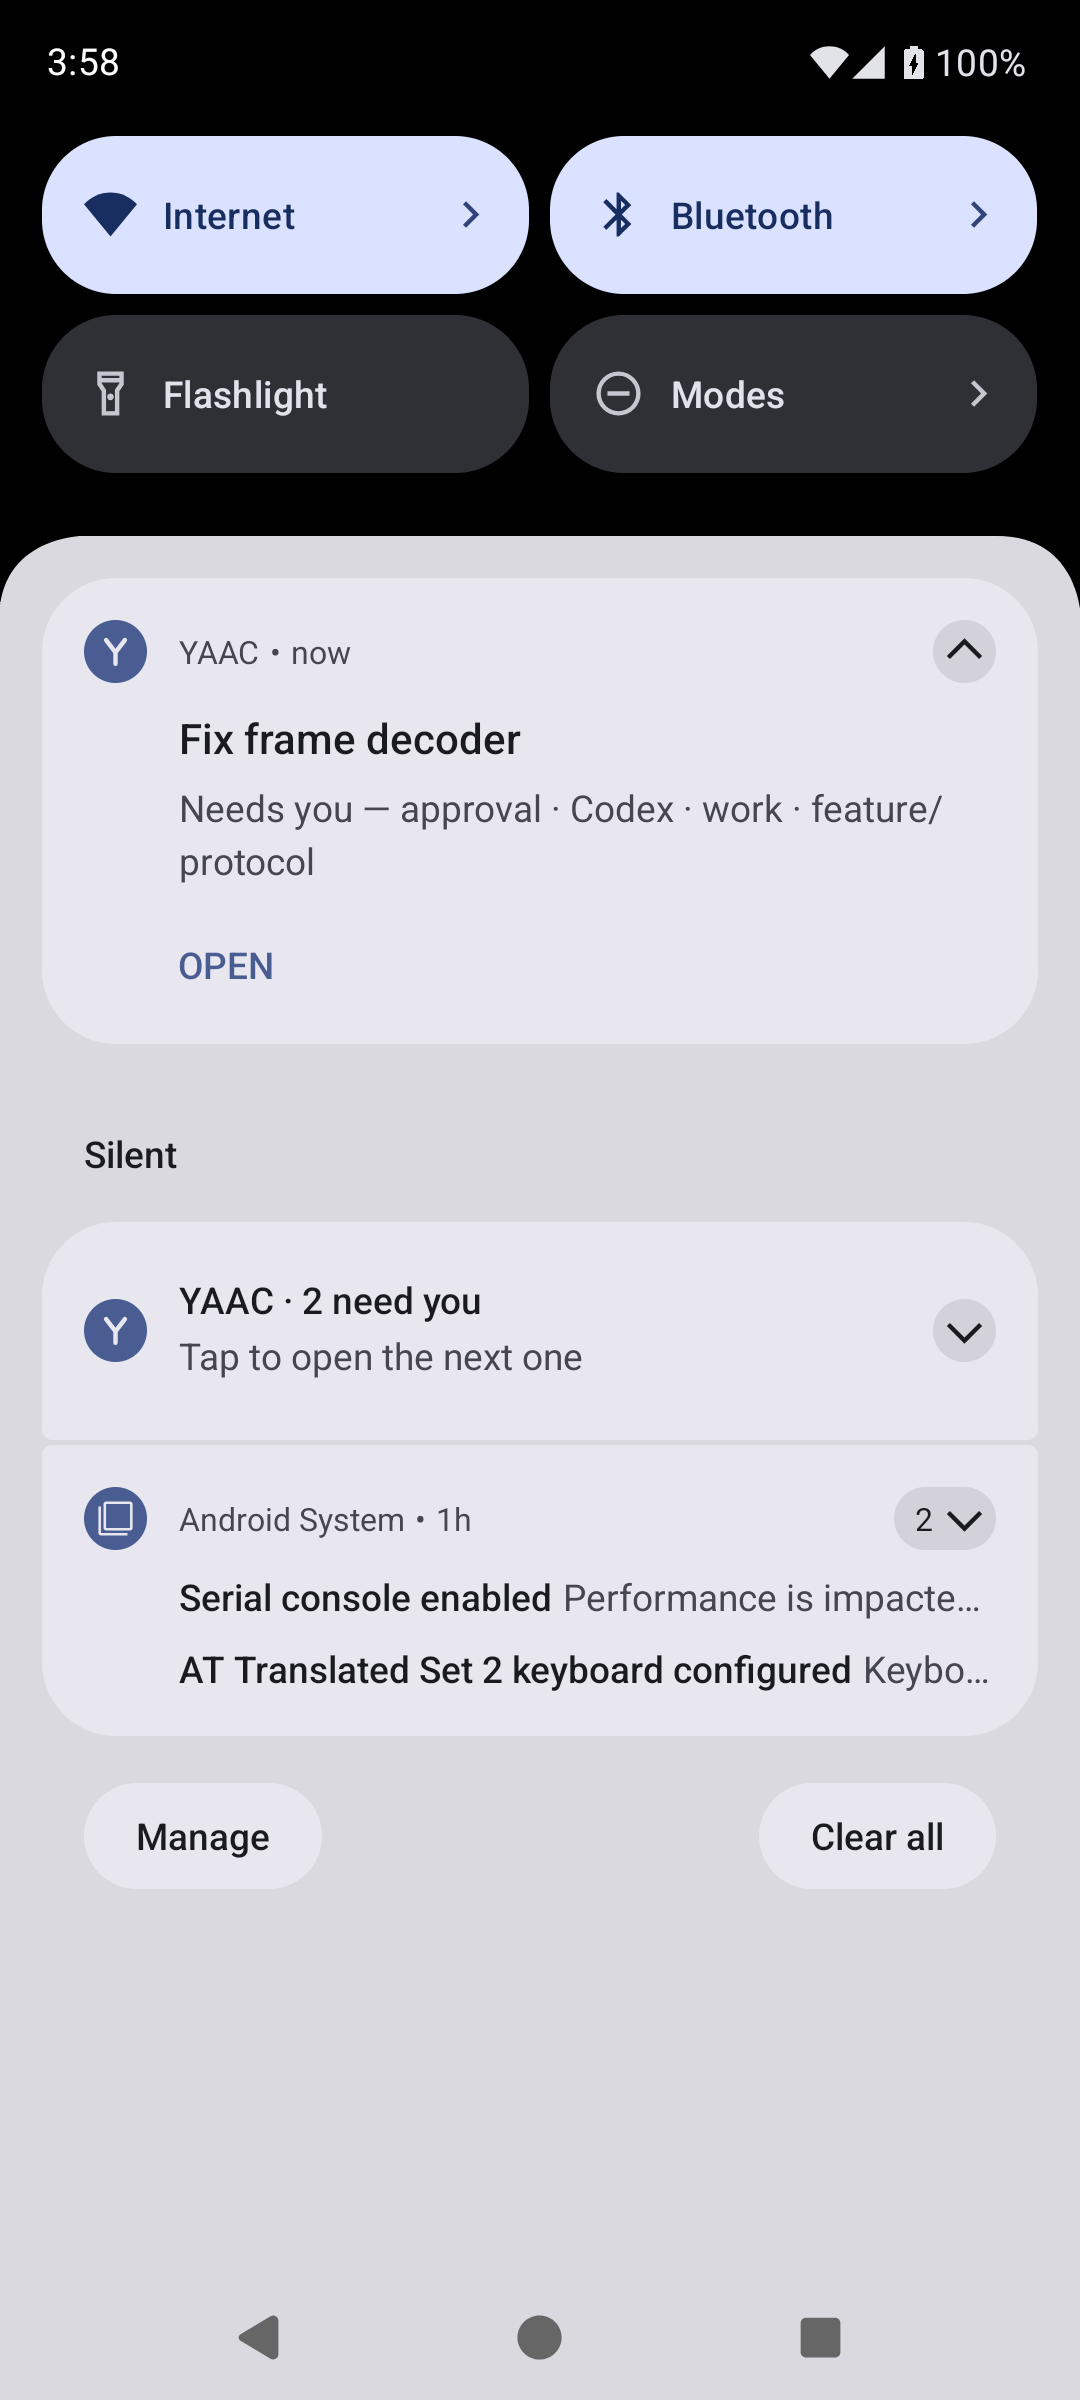 3:58
100%
Internet
Bluetooth
Flashlight
Modes
YAAC • now
Fix frame decoder
Needs you — approval · Codex · work · feature/
protocol
OPEN
Silent
YAAC · 2 need you
Tap to open the next one
Android System • 1h
2
Serial console enabled Performance is impacte…
AT Translated Set 2 keyboard configured Keybo…
Manage
Clear all